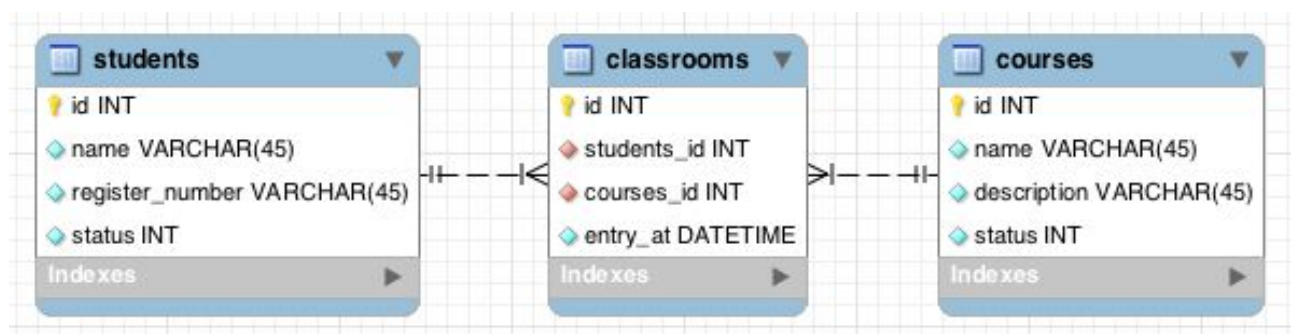 students
id INT
name VARCHAR(45)
register_number VARCHAR(45)
status INT
Indexes
classrooms
id INT
students_id INT
courses_id INT
entry_at DATETIME
Indexes
courses
id INT
name VARCHAR(45)
description VARCHAR(45)
status INT
Indexes